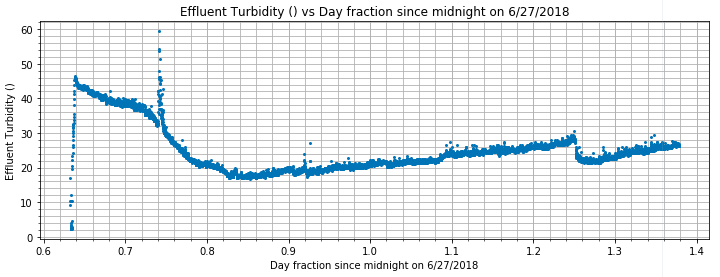 Effluent Turbidity () vs Day fraction since midnight on 6/27/2018
Effluent Turbidity ()
60
50
40
30
20
10
0
0.6 0.7 0.8 0.9 1.0 1.1 1.2 1.3 1.4
Day fraction since midnight on 6/27/2018